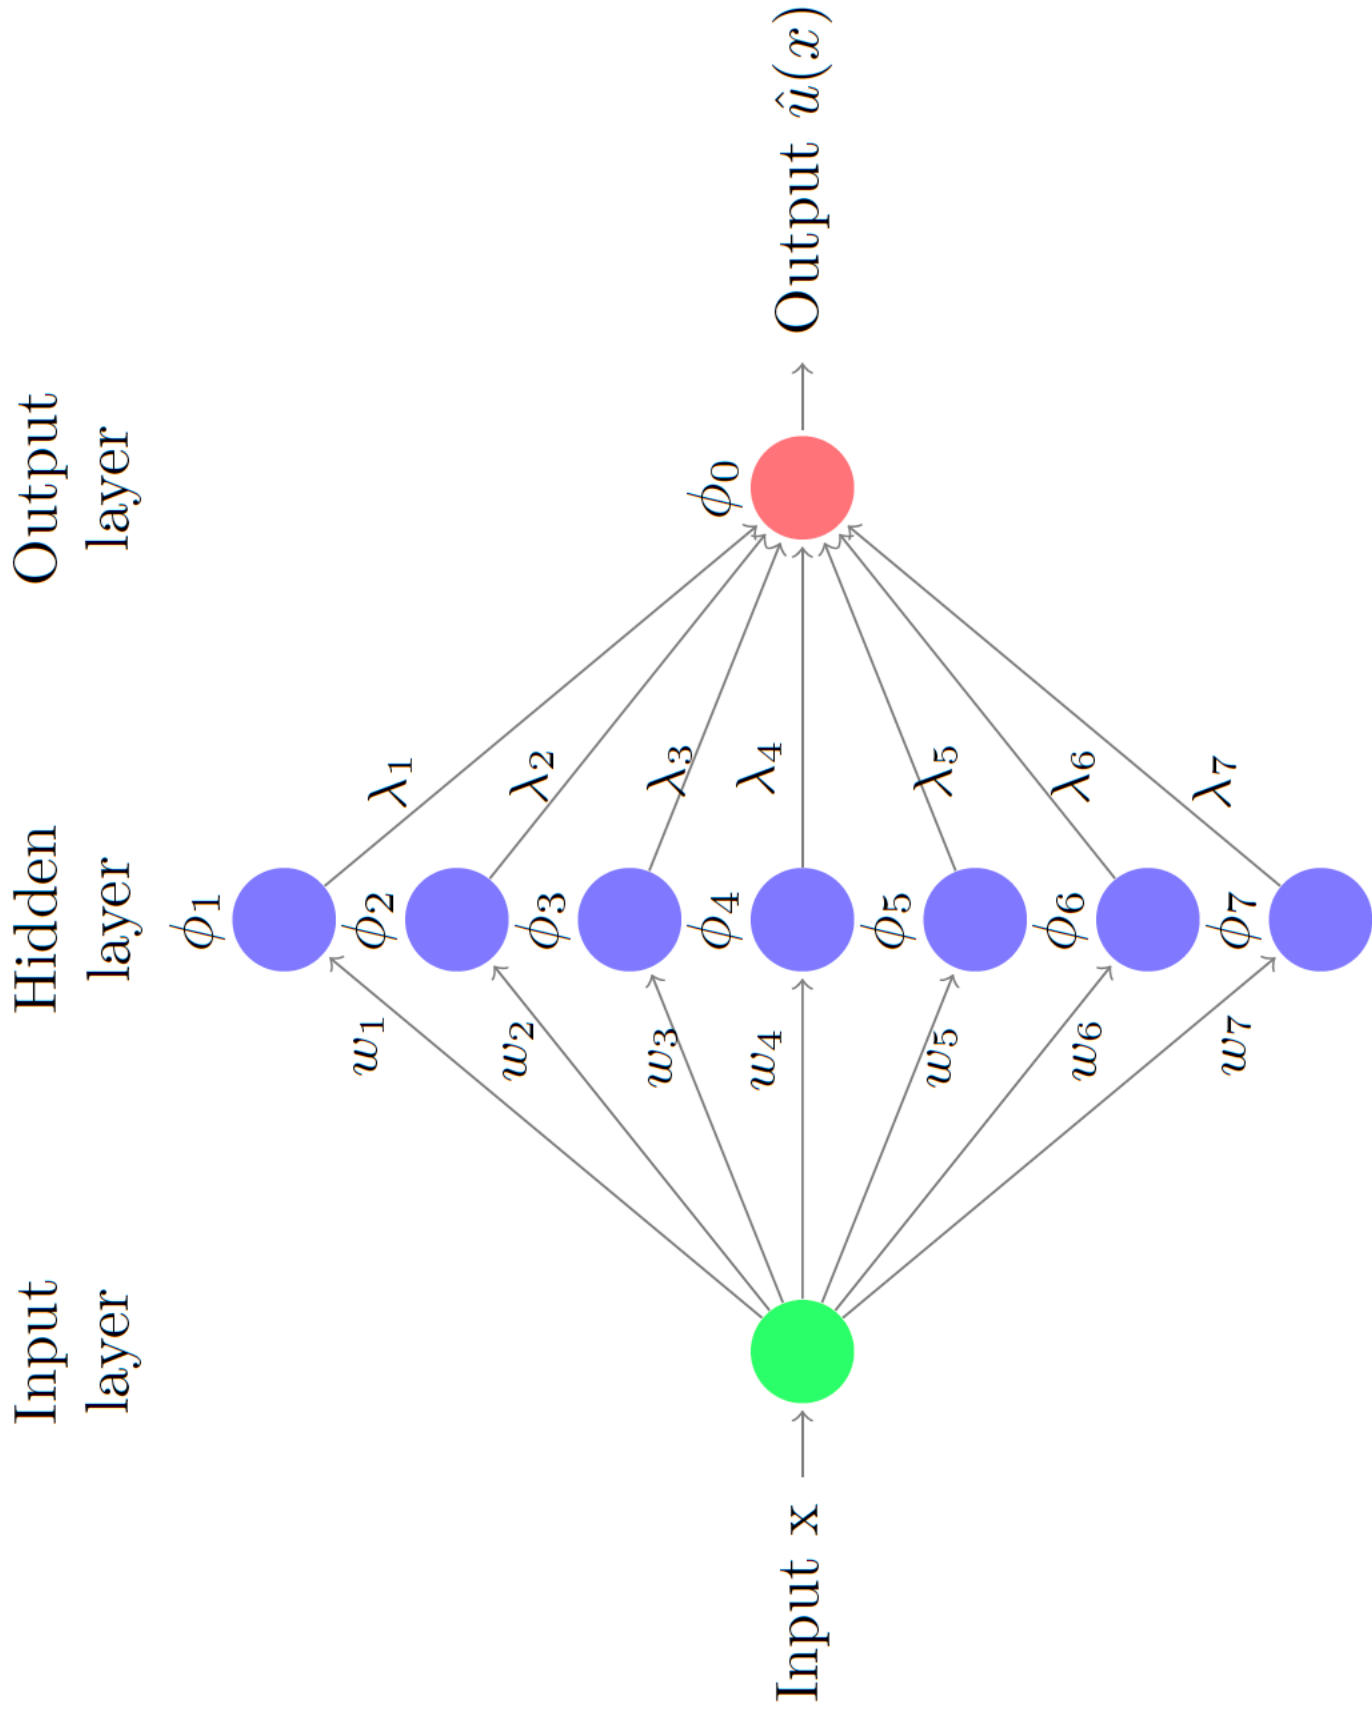 Input
layer
Hidden
layer
Output
layer
Input x
w₁
w₂
w₃
w₄
w₅
w₆
w₇
ϕ₁
ϕ₂
ϕ₃
ϕ₄
ϕ₅
ϕ₆
ϕ₇
λ₁
λ₂
λ₃
λ₄
λ₅
λ₆
λ₇
ϕ₀
Output û(x)